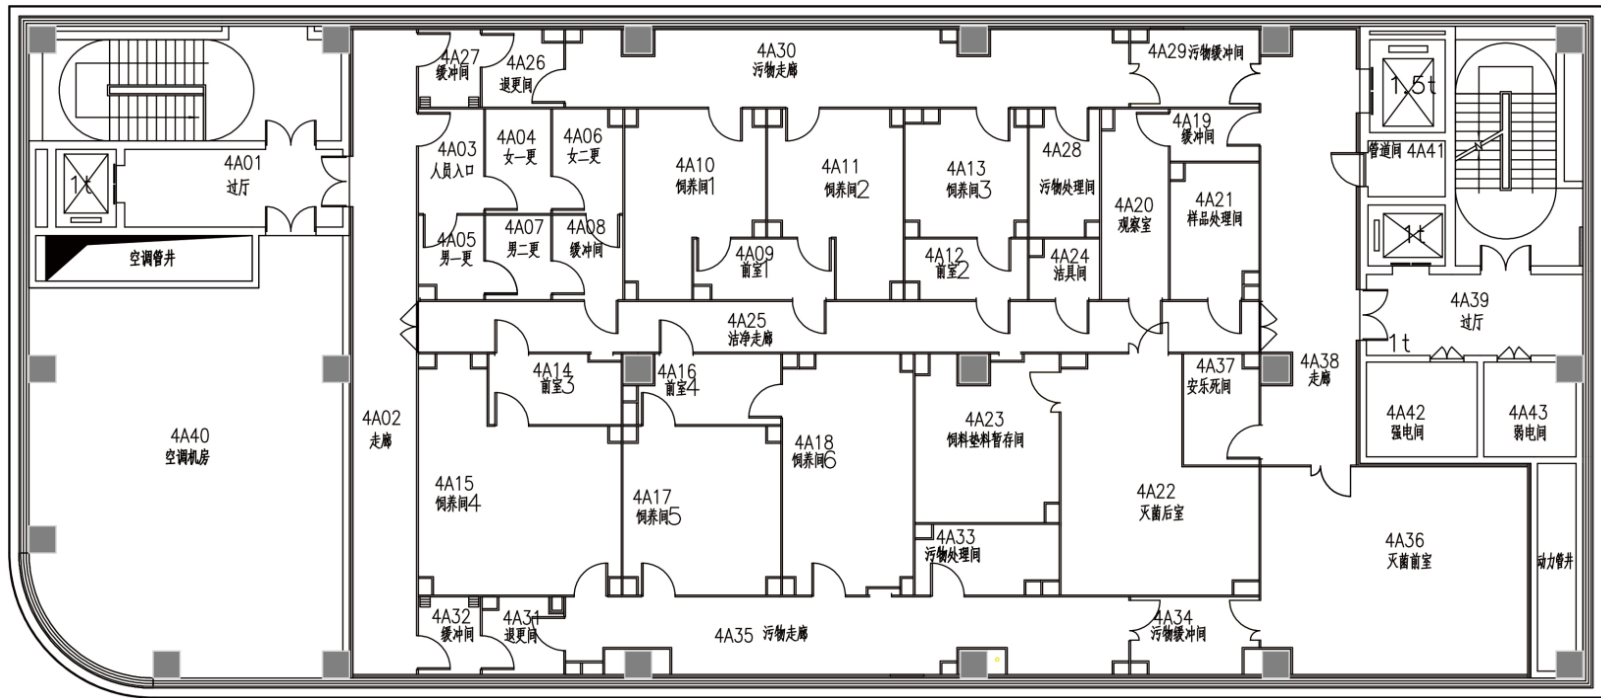 4A27
缓冲间
4A26
退更间
4A30
污物走廊
4A29 污物缓冲间
1.5t
4A01
过厅
1t
4A03
人员入口
4A04
女一更
4A06
女二更
4A10
饲养间1
4A11
饲养间2
4A13
饲养间3
4A28
污物处理间
4A19
缓冲间
管道间 4A41
4A20
观察室
4A21
样品处理间
空调管井
4A05
男一更
4A07
男二更
4A08
缓冲间
4A09
前室1
4A12
前室2
4A24
洁具间
1t
4A39
过厅
4A25
洁净走廊
1t
4A02
走廊
4A14
前室3
4A16
前室4
4A37
安乐死间
4A38
走廊
4A40
空调机房
4A15
饲养间4
4A17
饲养间5
4A18
饲养间6
4A23
饲料垫料暂存间
4A42
强电间
4A43
弱电间
4A22
灭菌后室
4A33
污物处理间
4A36
灭菌前室
动力管井
4A32
缓冲间
4A31
退更间
4A35 污物走廊
4A34
污物缓冲间